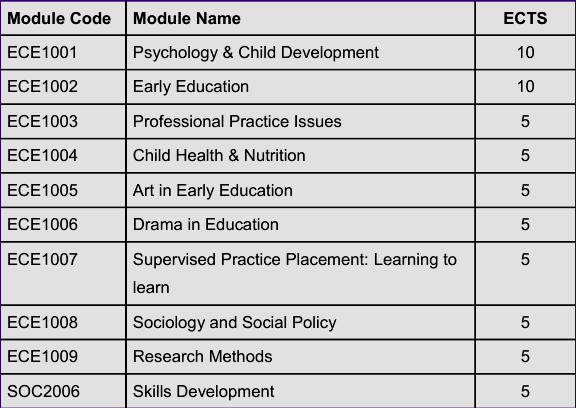 Module Code Module Name ECTS
ECE1001 Psychology & Child Development 10
ECE1002 Early Education 10
ECE1003 Professional Practice Issues 5
ECE1004 Child Health & Nutrition 5
ECE1005 Art in Early Education 5
ECE1006 Drama in Education 5
ECE1007 Supervised Practice Placement: Learning to 5
learn
ECE1008 Sociology and Social Policy 5
ECE1009 Research Methods 5
SOC2006 Skills Development 5